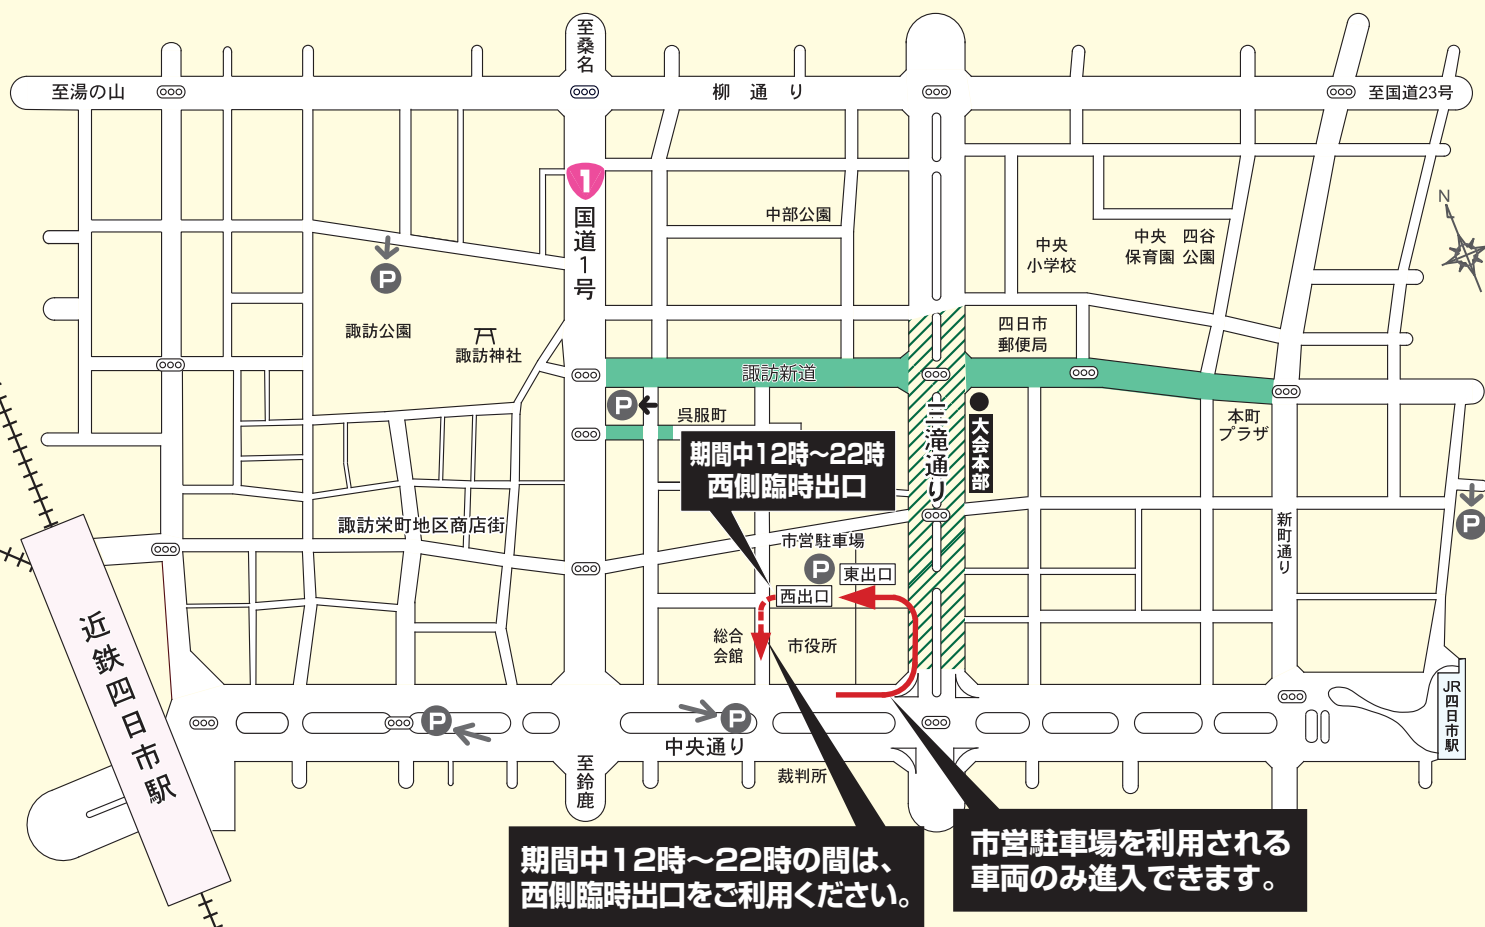 至桑名
至湯の山
柳通り
至国道23号
1
国道1号
中部公園
中央
小学校
中央
保育園
四谷
公園
N
P
諏訪公園
諏訪神社
四日市
郵便局
諏訪新道
P
呉服町
三滝通り
大会本部
本町
プラザ
期間中12時～22時
西側臨時出口
諏訪栄町地区商店街
市営駐車場
P
東出口
西出口
新町通り
P
総合
会館
市役所
近鉄四日市駅
JR四日市駅
P
P
中央通り
至鈴鹿
裁判所
期間中12時～22時の間は、
西側臨時出口をご利用ください。
市営駐車場を利用される
車両のみ進入できます。